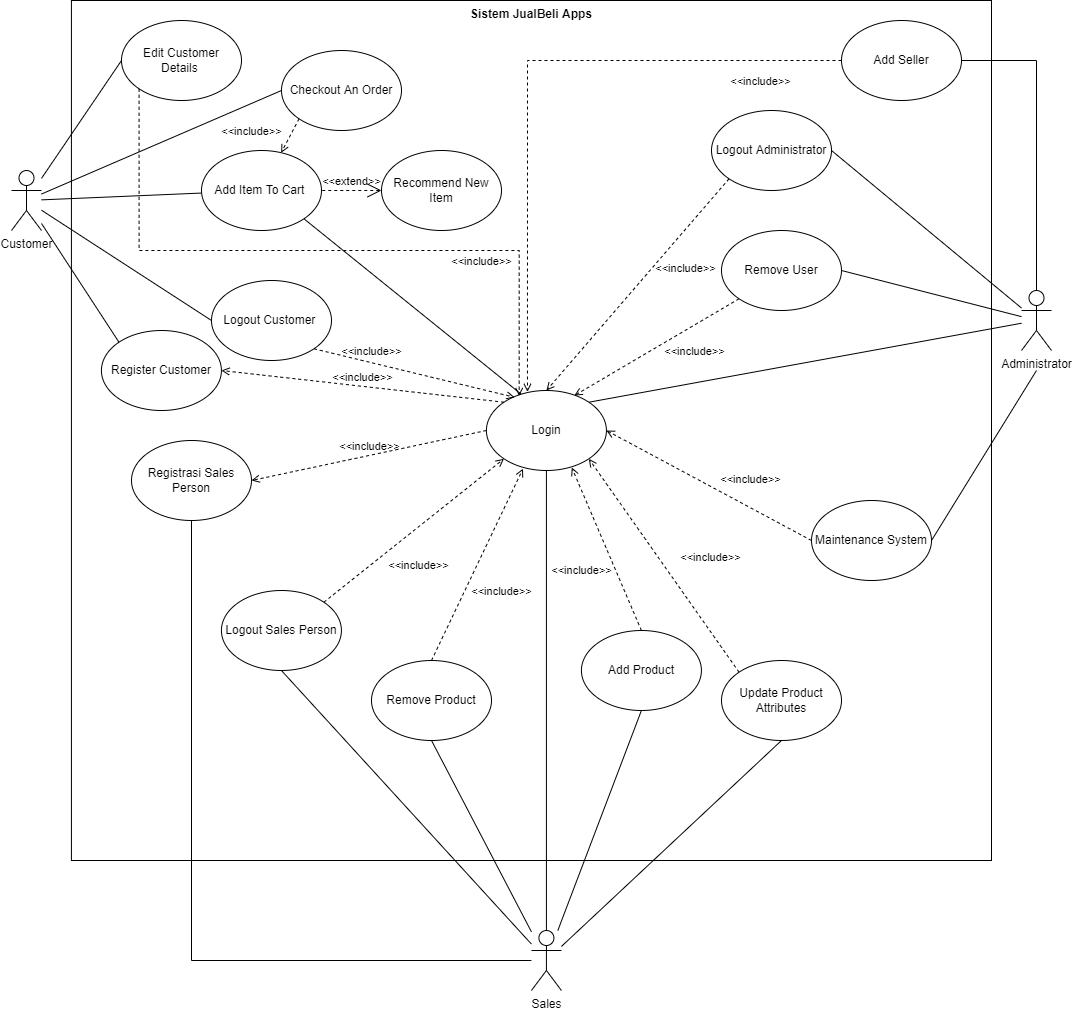 Sistem JualBeli Apps
Edit Customer
Details
Checkout An Order
Add Seller
<<include>>
<<include>>
Logout Administrator
Add Item To Cart
<<extend>>
Recommend New
Item
Customer
<<include>>
<<include>>
Remove User
Logout Customer
<<include>>
<<include>>
Register Customer
<<include>>
Administrator
Login
<<include>>
Registrasi Sales
Person
<<include>>
Maintenance System
<<include>>
<<include>>
<<include>>
<<include>>
Logout Sales Person
Add Product
Remove Product
Update Product
Attributes
Sales